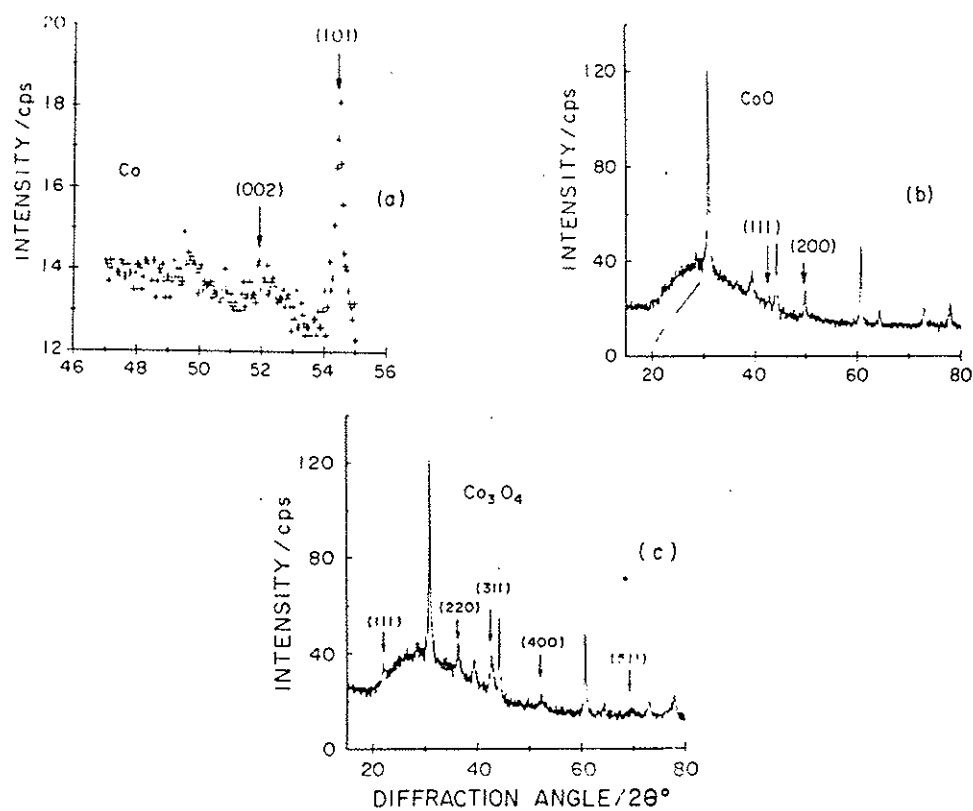 INTENSITY/cps
20
18
16
14
12
(101)
Co
(002)
(a)
46 48 50 52 54 56
INTENSITY/cps
120
80
40
0
CoO
(b)
(111)
(200)
20 40 60 80
INTENSITY/cps
120
80
40
0
Co₃O₄
(c)
(111)
(220)
(311)
(400)
(511)
20 40 60 80
DIFFRACTION ANGLE/2θ°